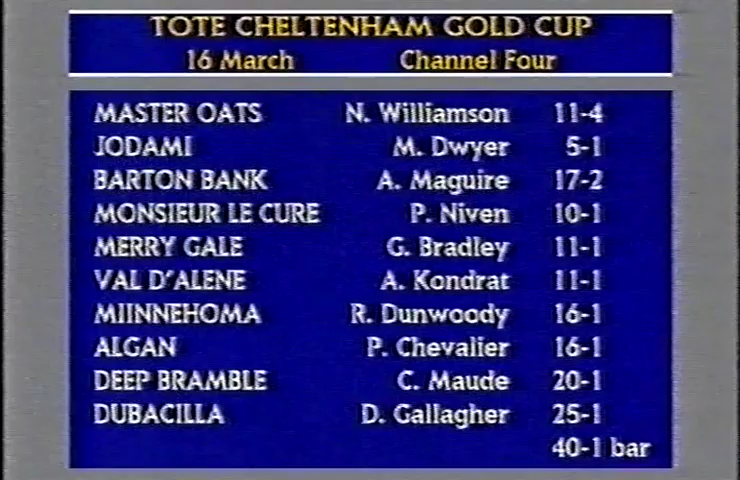 TOTE CHELTENHAM GOLD CUP
16 March Channel Four
MASTER OATS N. Williamson 11-4
JODAMI M. Dwyer 5-1
BARTON BANK A. Maguire 17-2
MONSIEUR LE CURE P. Niven 10-1
MERRY GALE G. Bradley 11-1
VAL D'ALENE A. Kondrat 11-1
MIINNEHOMA R. Dunwoody 16-1
ALGAN P. Chevalier 16-1
DEEP BRAMBLE C. Maude 20-1
DUBACILLA D. Gallagher 25-1
40-1 bar